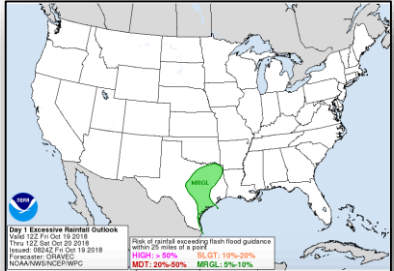 MRGL
NOAA
Day 1 Excessive Rainfall Outlook
Valid 12Z Fri Oct 19 2018
Thru 12Z Sat Oct 20 2018
Issued: 0824Z Fri Oct 19 2018
Forecaster: ORAVEC
NOAA/NWS/NCEP/WPC
Risk of rainfall exceeding flash flood guidance
within 25 miles of a point
HIGH: > 50% SLGT: 10%-20%
MDT: 20%-50% MRGL: 5%-10%